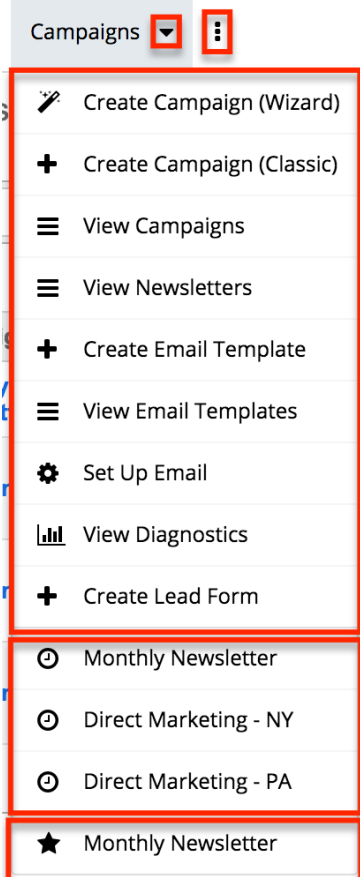 Campaigns
Create Campaign (Wizard)
Create Campaign (Classic)
View Campaigns
View Newsletters
Create Email Template
View Email Templates
Set Up Email
View Diagnostics
Create Lead Form
Monthly Newsletter
Direct Marketing - NY
Direct Marketing - PA
Monthly Newsletter